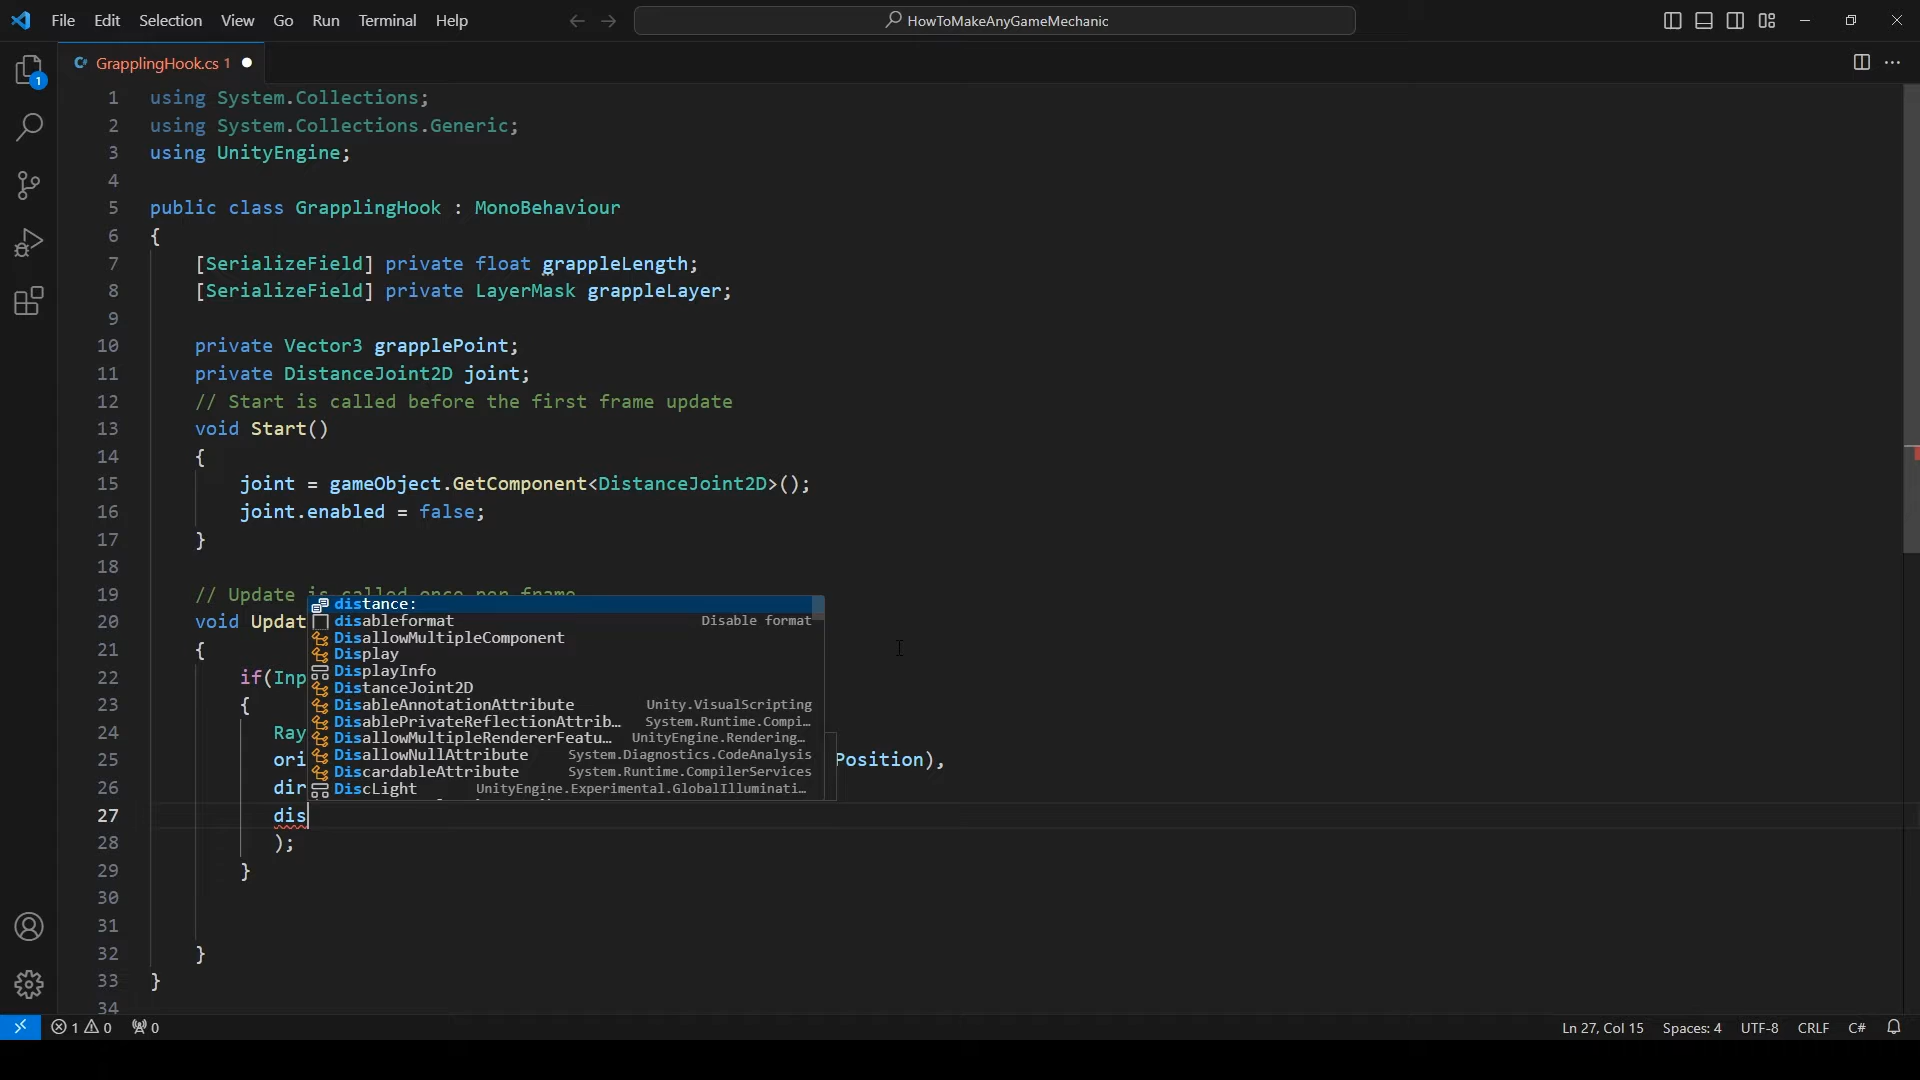 File Edit Selection View Go Run Terminal Help
HowToMakeAnyGameMechanic
GrapplingHook.cs 1
1
1 using System.Collections;
2 using System.Collections.Generic;
3 using UnityEngine;
4
5 public class GrapplingHook : MonoBehaviour
6 {
7 [SerializeField] private float grappleLength;
8 [SerializeField] private LayerMask grappleLayer;
9
10 private Vector3 grapplePoint;
11 private DistanceJoint2D joint;
12 // Start is called before the first frame update
13 void Start()
14 {
15 joint = gameObject.GetComponent<DistanceJoint2D>();
16 joint.enabled = false;
17 }
18
19 // Update is called once per frame
20 void Updat
21 {
22 if(Inp
23 {
24 Ray
25 ori Position),
26 dir
27 dis
28 );
29 }
30
31
32 }
33 }
34
distance:
disableformat Disable format
DisallowMultipleComponent
Display
DisplayInfo
DistanceJoint2D
DisableAnnotationAttribute Unity.VisualScripting
DisablePrivateReflectionAttrib… System.Runtime.Compi…
DisallowMultipleRendererFeatu… UnityEngine.Rendering…
DisallowNullAttribute System.Diagnostics.CodeAnalysis
DiscardableAttribute System.Runtime.CompilerServices
DiscLight UnityEngine.Experimental.GlobalIlluminati…
1 0 0 Ln 27, Col 15 Spaces: 4 UTF-8 CRLF C#